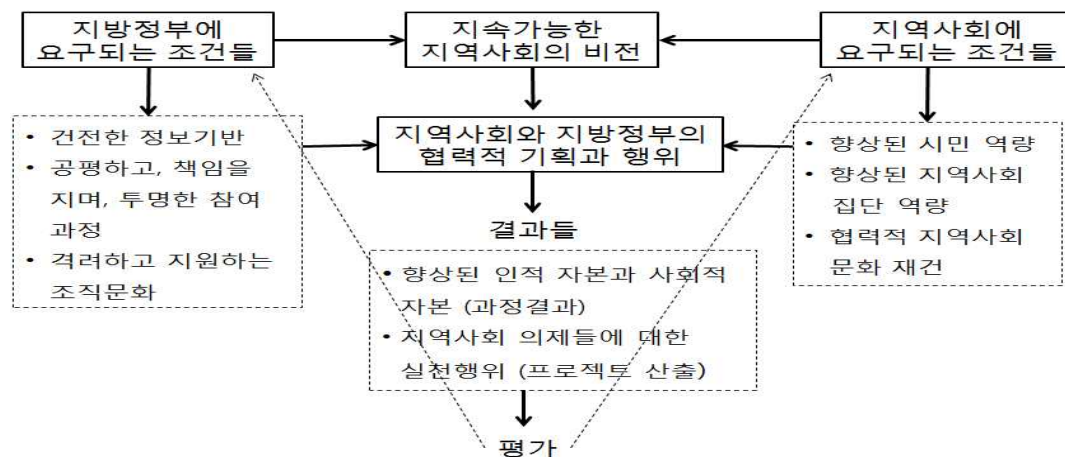 지방정부에
요구되는 조건들
지속가능한
지역사회의 비전
지역사회에
요구되는 조건들
• 건전한 정보기반
• 공평하고, 책임을
지며, 투명한 참여
과정
• 격려하고 지원하는
조직문화
지역사회와 지방정부의
협력적 기획과 행위
• 향상된 시민 역량
• 향상된 지역사회
집단 역량
• 협력적 지역사회
문화 재건
결과들
• 향상된 인적 자본과 사회적
자본 (과정결과)
• 지역사회 의제들에 대한
실천행위 (프로젝트 산출)
평가